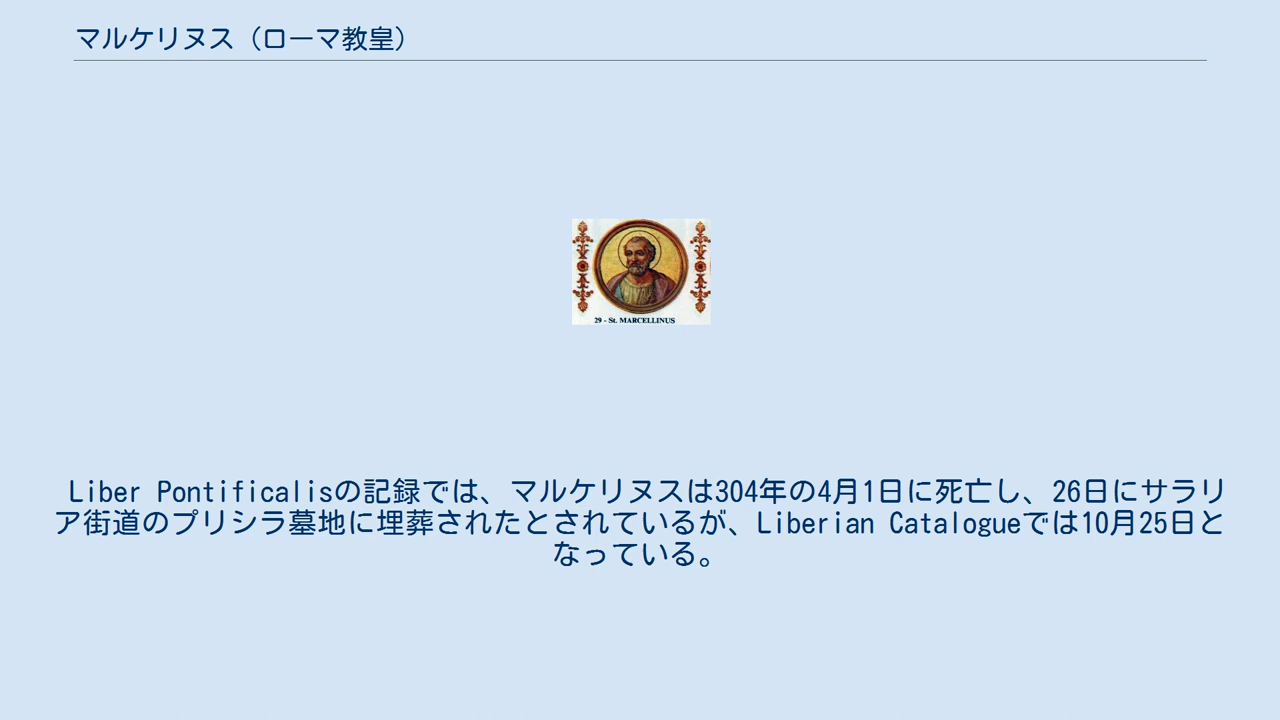 マルケリヌス（ローマ教皇）
29 - St. MARCELLINUS
Liber Pontificalisの記録では、マルケリヌスは304年の4月1日に死亡し、26日にサラリ
ア街道のプリシラ墓地に埋葬されたとされているが、Liberian Catalogueでは10月25日と
なっている。